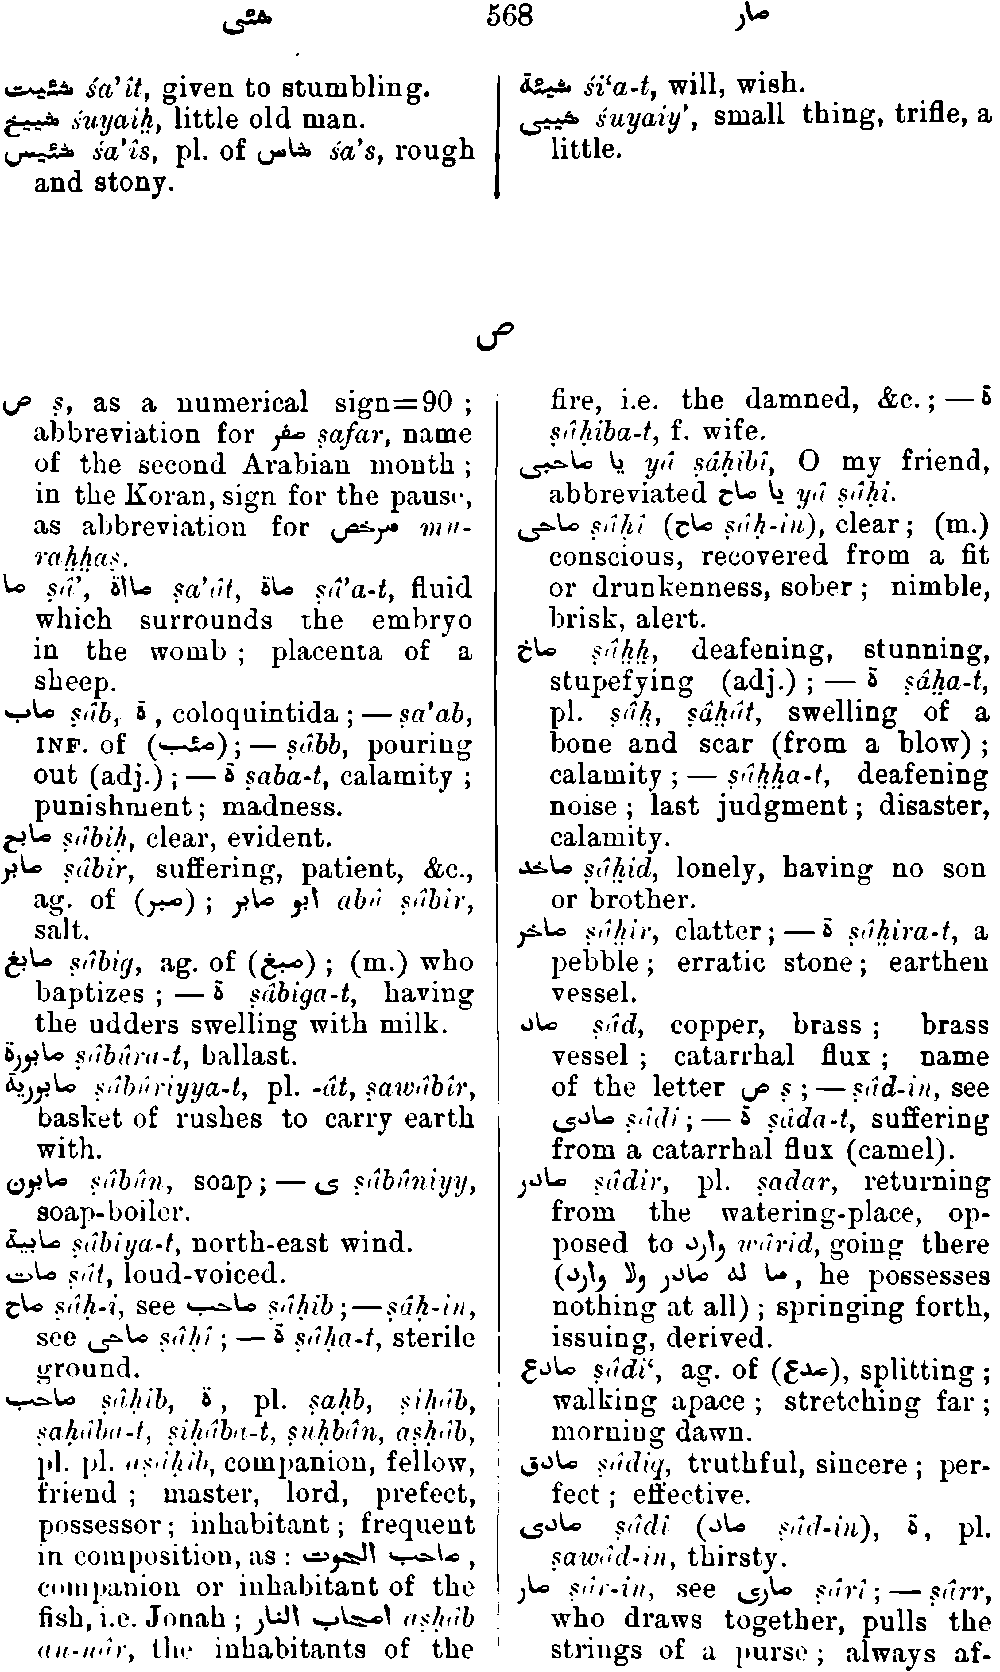 شئى 568 صار
شئيت śa’ît, given to stumbling.
شييخ śuyaiḫ, little old man.
شئيس śa’îs, pl. of شاس śa’s, rough
and stony.
شيئة śi‘a-t, will, wish.
شييى śuyaiy’, small thing, trifle, a
little.
ص
ص ṣ, as a numerical sign=90 ;
abbreviation for صفر ṣafar, name
of the second Arabian month ;
in the Koran, sign for the pause,
as abbreviation for مرخص mu-
raḫḫaṣ.
صا ṣâ’, صااة ṣa’ât, صاة ṣâ’a-t, fluid
which surrounds the embryo
in the womb ; placenta of a
sheep.
صاب ṣâb, ة , coloquintida ; — ṣa’ab,
INF. of (صئب) ; — ṣâbb, pouring
out (adj.) ; — ة ṣaba-t, calamity ;
punishment ; madness.
صابح ṣâbiḥ, clear, evident.
صابر ṣâbir, suffering, patient, &c.,
ag. of (صبر) ; ابو صابر abû ṣâbir,
salt.
صابغ ṣâbig, ag. of (صبغ) ; (m.) who
baptizes ; — ة ṣâbiga-t, having
the udders swelling with milk.
صابورة ṣâbûra-t, ballast.
صابورية ṣâbûriyya-t, pl. -ât, ṣawâbîr,
basket of rushes to carry earth
with.
صابون ṣâbûn, soap ; — ى ṣâbûniyy,
soap-boiler.
صابية ṣâbiya-t, north-east wind.
صات ṣât, loud-voiced.
صاح ṣâḥ-i, see صاحب ṣâḥib ; — ṣâḥ-in,
see صاحى ṣâḥî ; — ة ṣâḥa-t, sterile
ground.
صاحب ṣâḥib, ة , pl. ṣaḥb, ṣiḥâb,
ṣaḥâba-t, ṣiḥâba-t, ṣuḥbân, aṣḥâb,
pl. pl. aṣâḥib, companion, fellow,
friend ; master, lord, prefect,
possessor ; inhabitant ; frequent
in composition, as : صاحب الحوت ,
companion or inhabitant of the
fish, i.e. Jonah ; اصحاب النار aṣḥâb
an-nâr, the inhabitants of the
fire, i.e. the damned, &c. ; — ة
ṣâḥiba-t, f. wife.
يا صاحبى yâ ṣâḥibî, O my friend,
abbreviated يا صاح yâ ṣâḥi.
صاحى ṣâḥî (صاح ṣâḥ-in), clear ; (m.)
conscious, recovered from a fit
or drunkenness, sober ; nimble,
brisk, alert.
صاخ ṣâḫḫ, deafening, stunning,
stupefying (adj.) ; — ة ṣâḫa-t,
pl. ṣâḫ, ṣâḫât, swelling of a
bone and scar (from a blow) ;
calamity ; — ṣâḫḫa-t, deafening
noise ; last judgment ; disaster,
calamity.
صاخد ṣâḫid, lonely, having no son
or brother.
صاخر ṣâḫir, clatter ; — ة ṣâḫira-t, a
pebble ; erratic stone ; earthen
vessel.
صاد ṣâd, copper, brass ; brass
vessel ; catarrhal flux ; name
of the letter ص ṣ ; — ṣâd-in, see
صادى ṣâdî ; — ة ṣâda-t, suffering
from a catarrhal flux (camel).
صادر ṣâdir, pl. ṣadar, returning
from the watering-place, op-
posed to وارد wârid, going there
(ما له صادر ولا وارد , he possesses
nothing at all) ; springing forth,
issuing, derived.
صادع ṣâdi‘, ag. of (صدع), splitting ;
walking apace ; stretching far ;
morning dawn.
صادق ṣâdiq, truthful, sincere ; per-
fect ; effective.
صادى ṣâdî (صاد ṣâd-in), ة, pl.
ṣawâd-in, thirsty.
صار ṣâr-in, see صارى ṣârî ; — ṣârr,
who draws together, pulls the
strings of a purse ; always af-